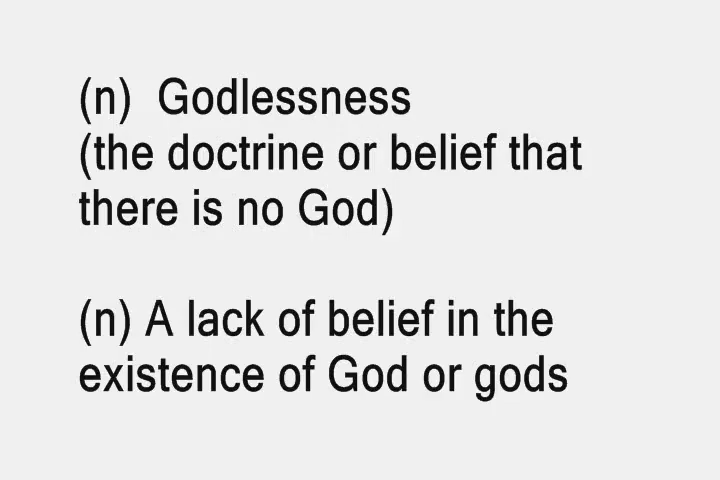 (n)  Godlessness
(the doctrine or belief that
there is no God)
(n) A lack of belief in the
existence of God or gods